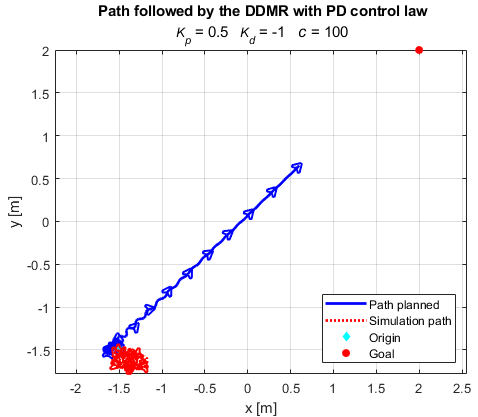 Path followed by the DDMR with PD control law
Kp = 0.5 Kd = -1 c = 100
2
1.5
1
0.5
0
-0.5
-1
-1.5
y [m]
-2
-1.5
-1
-0.5
0
0.5
1
1.5
2
2.5
x [m]
Path planned
Simulation path
Origin
Goal